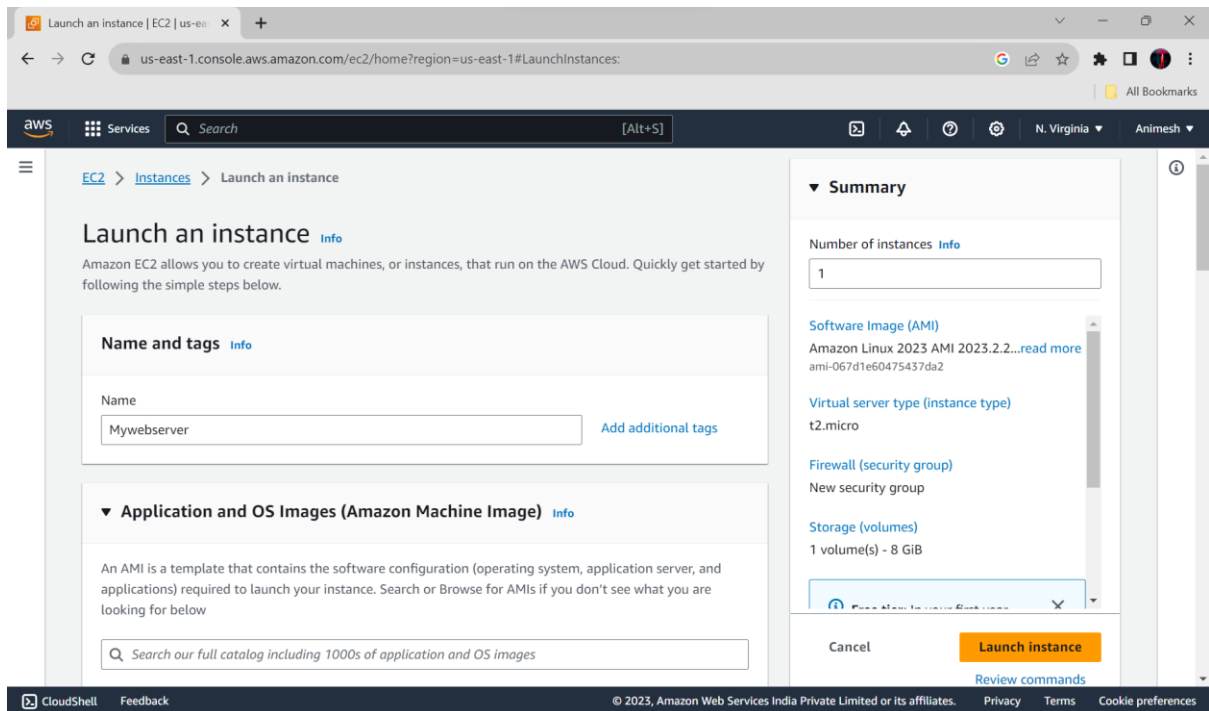 Launch an instance | EC2 | us-ea
us-east-1.console.aws.amazon.com/ec2/home?region=us-east-1#LaunchInstances:
All Bookmarks
aws
Services
Search
[Alt+S]
N. Virginia
Animesh
EC2 > Instances > Launch an instance
Launch an instance Info
Amazon EC2 allows you to create virtual machines, or instances, that run on the AWS Cloud. Quickly get started by
following the simple steps below.
Name and tags Info
Name
Mywebserver
Add additional tags
Application and OS Images (Amazon Machine Image) Info
An AMI is a template that contains the software configuration (operating system, application server, and
applications) required to launch your instance. Search or Browse for AMIs if you don't see what you are
looking for below
Search our full catalog including 1000s of application and OS images
Summary
Number of instances Info
1
Software Image (AMI)
Amazon Linux 2023 AMI 2023.2.2...read more
ami-067d1e60475437da2
Virtual server type (instance type)
t2.micro
Firewall (security group)
New security group
Storage (volumes)
1 volume(s) - 8 GiB
Free tier: In your first year
Cancel
Launch instance
Review commands
CloudShell
Feedback
© 2023, Amazon Web Services India Private Limited or its affiliates.
Privacy
Terms
Cookie preferences